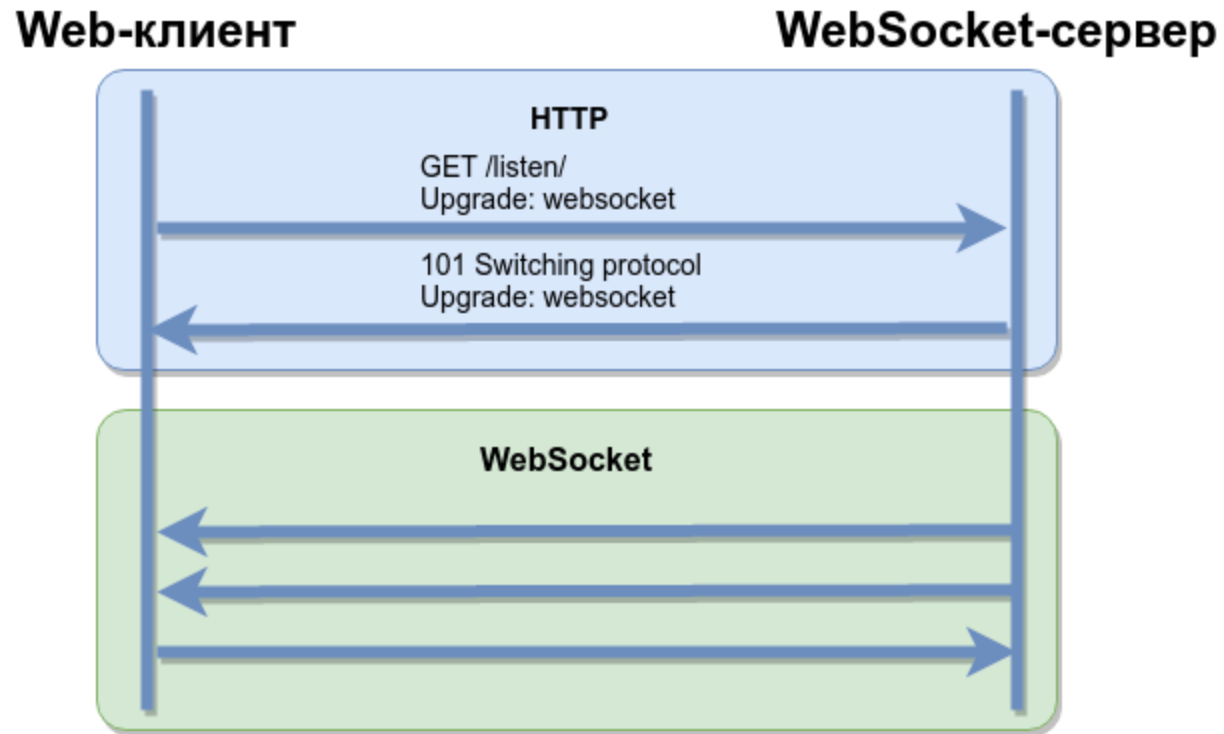 Web-клиент
WebSocket-сервер
HTTP
GET /listen/
Upgrade: websocket
101 Switching protocol
Upgrade: websocket
WebSocket